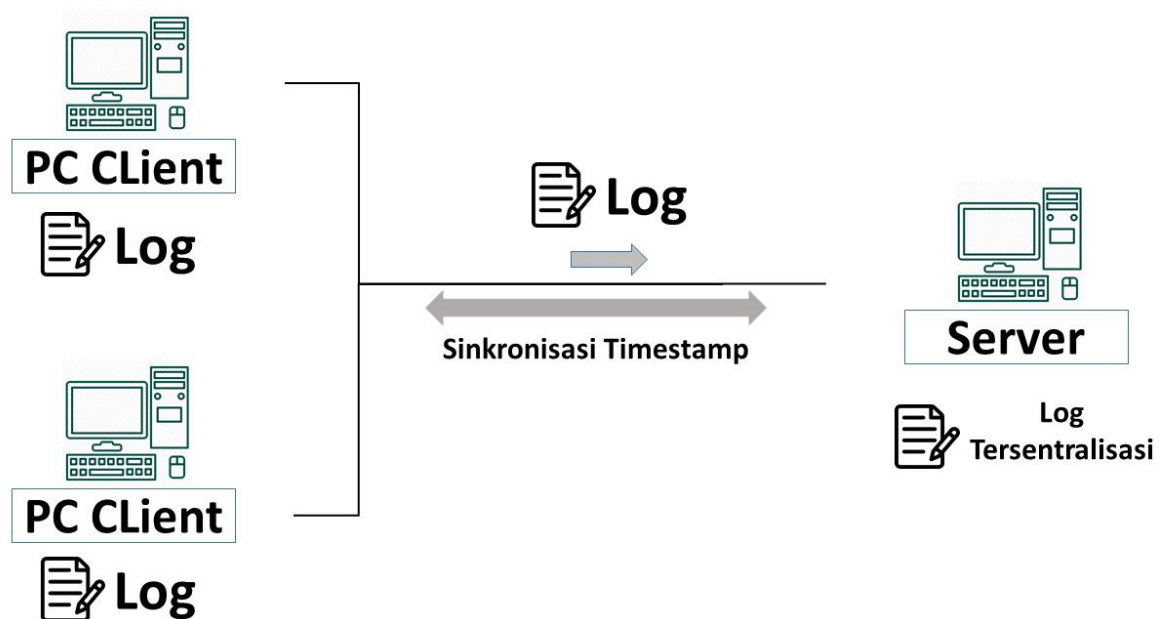 PC CLient
Log
Log
Sinkronisasi Timestamp
Server
Log
Tersentralisasi
PC CLient
Log